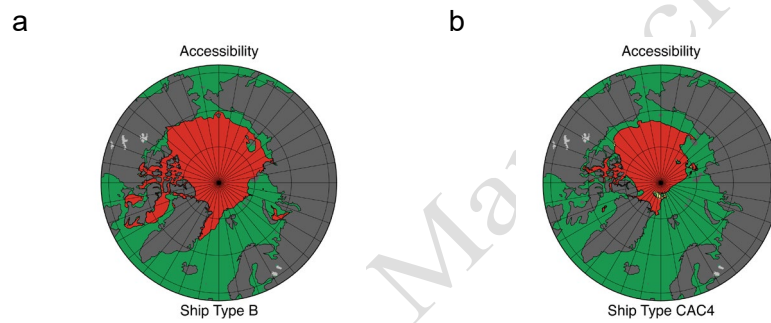 a
b
Accessibility
Accessibility
Ship Type B
Ship Type CAC4